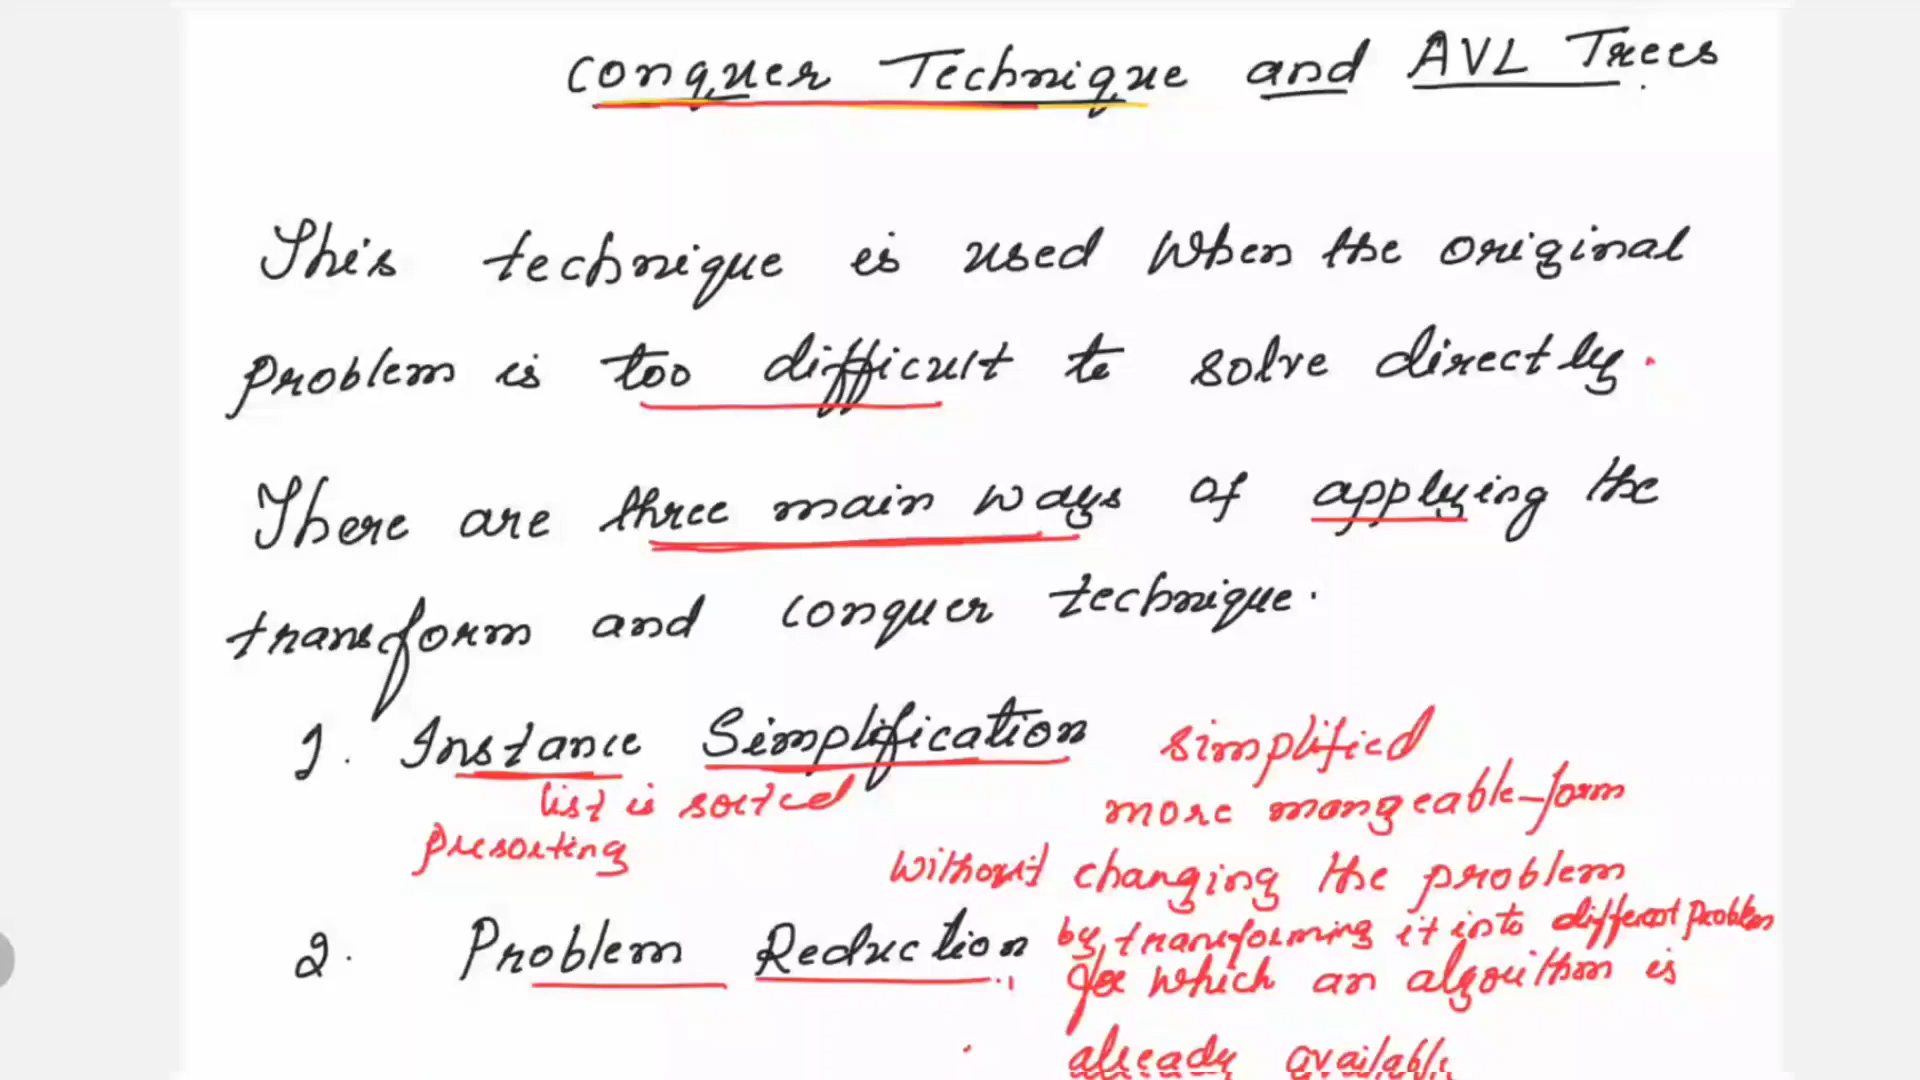 Conquer Technique and AVL Trees
This technique is used when the original
problem is too difficult to solve directly.
There are three main ways of applying the
transform and conquer technique.
1. Instance Simplification
simplified
list is sorted
more mangeable form
presorting
without changing the problem
2. Problem Reduction
by transforming it into different problem
for which an algorithm is
already available